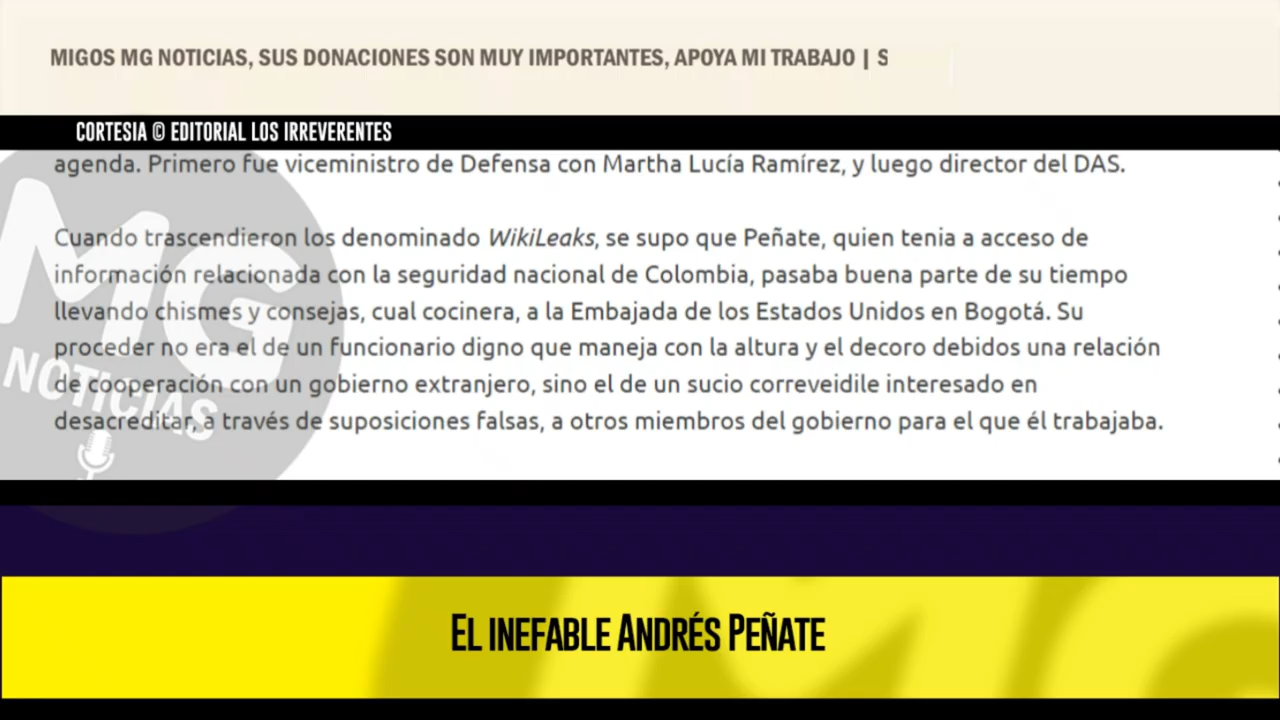 MIGOS MG NOTICIAS, SUS DONACIONES SON MUY IMPORTANTES, APOYA MI TRABAJO | S
CORTESIA © EDITORIAL LOS IRREVERENTES
agenda. Primero fue viceministro de Defensa con Martha Lucía Ramírez, y luego director del DAS.
Cuando trascendieron los denominado WikiLeaks, se supo que Peñate, quien tenia a acceso de
información relacionada con la seguridad nacional de Colombia, pasaba buena parte de su tiempo
llevando chismes y consejas, cual cocinera, a la Embajada de los Estados Unidos en Bogotá. Su
proceder no era el de un funcionario digno que maneja con la altura y el decoro debidos una relación
de cooperación con un gobierno extranjero, sino el de un sucio correveidile interesado en
desacreditar, a través de suposiciones falsas, a otros miembros del gobierno para el que él trabajaba.
MG
NOTICIAS
EL INEFABLE ANDRÉS PEÑATE